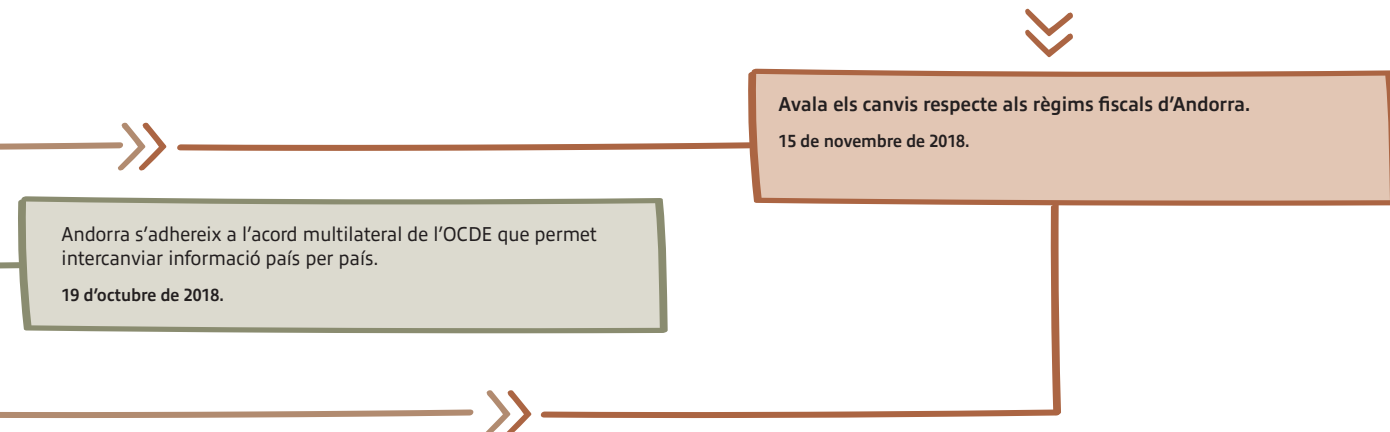 Avala els canvis respecte als règims fiscals d’Andorra.
15 de novembre de 2018.
Andorra s’adhereix a l’acord multilateral de l’OCDE que permet
intercanviar informació país per país.
19 d’octubre de 2018.